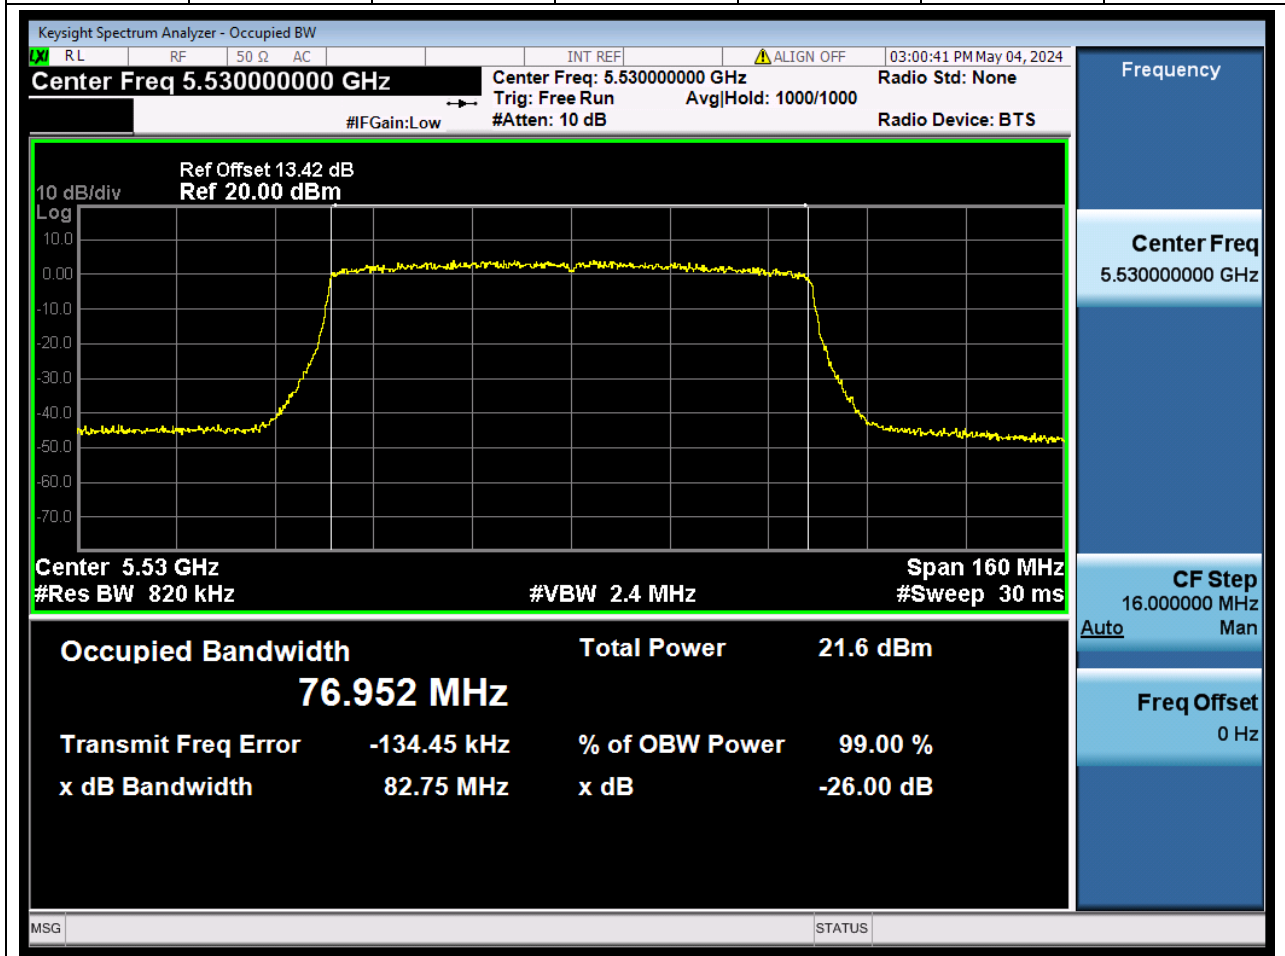 Keysight Spectrum Analyzer - Occupied BW
LXI RL RF 50 Ω AC INT REF ALIGN OFF 03:00:41 PM May 04, 2024
Center Freq 5.530000000 GHz
Center Freq: 5.530000000 GHz
Radio Std: None
Trig: Free Run Avg|Hold: 1000/1000
#IFGain:Low
#Atten: 10 dB
Radio Device: BTS
Ref Offset 13.42 dB
10 dB/div Ref 20.00 dBm
Log
10.0
0.00
-10.0
-20.0
-30.0
-40.0
-50.0
-60.0
-70.0
Center 5.53 GHz
Span 160 MHz
#Res BW 820 kHz
#VBW 2.4 MHz
#Sweep 30 ms
Occupied Bandwidth
Total Power 21.6 dBm
76.952 MHz
Transmit Freq Error -134.45 kHz
% of OBW Power 99.00 %
x dB Bandwidth 82.75 MHz
x dB -26.00 dB
MSG
STATUS
Frequency
Center Freq
5.530000000 GHz
CF Step
16.000000 MHz
Auto Man
Freq Offset
0 Hz